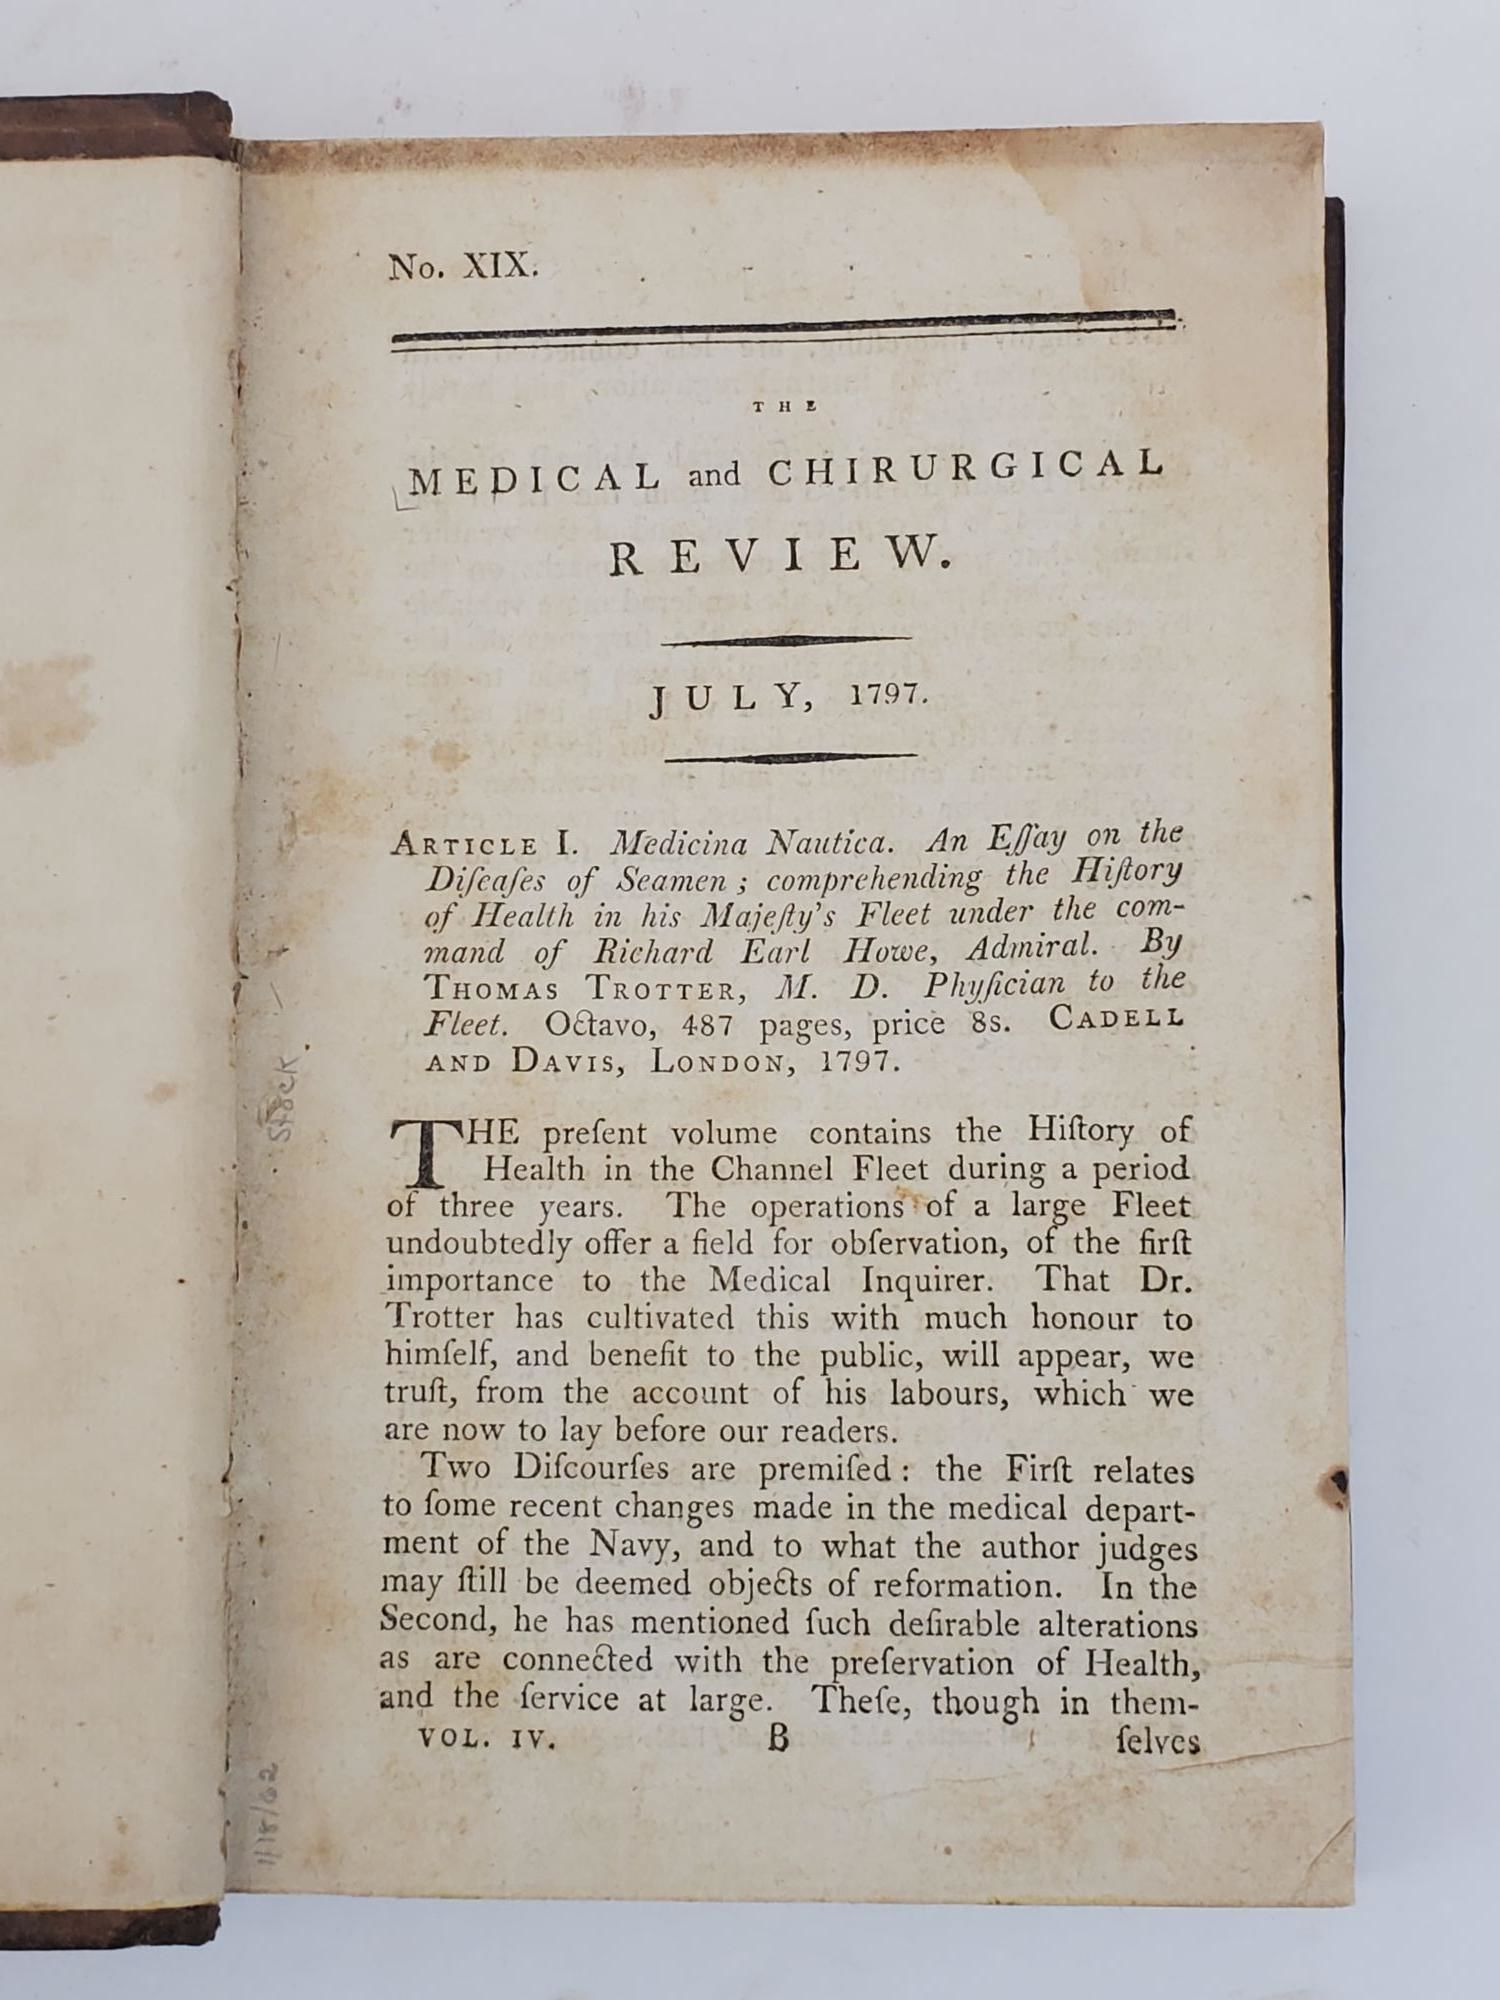 No. XIX.
THE
MEDICAL and CHIRURGICAL
REVIEW.
JULY, 1797.
ARTICLE I. Medicina Nautica. An Eſſay on the
Diſeaſes of Seamen; comprehending the Hiſtory
of Health in his Majeſty's Fleet under the com-
mand of Richard Earl Howe, Admiral. By
THOMAS TROTTER, M. D. Phyſician to the
Fleet. Octavo, 487 pages, price 8s. CADELL
AND DAVIS, LONDON, 1797.
THE preſent volume contains the Hiſtory of
Health in the Channel Fleet during a period
of three years. The operations of a large Fleet
undoubtedly offer a field for obſervation, of the firſt
importance to the Medical Inquirer. That Dr.
Trotter has cultivated this with much honour to
himſelf, and benefit to the public, will appear, we
truſt, from the account of his labours, which we
are now to lay before our readers.
Two Diſcourſes are premiſed: the Firſt relates
to ſome recent changes made in the medical depart-
ment of the Navy, and to what the author judges
may ſtill be deemed objects of reformation. In the
Second, he has mentioned ſuch deſirable alterations
as are connected with the preſervation of Health,
and the ſervice at large. Theſe, though in them-
VOL. IV. B ſelves
Stock
1/18/62